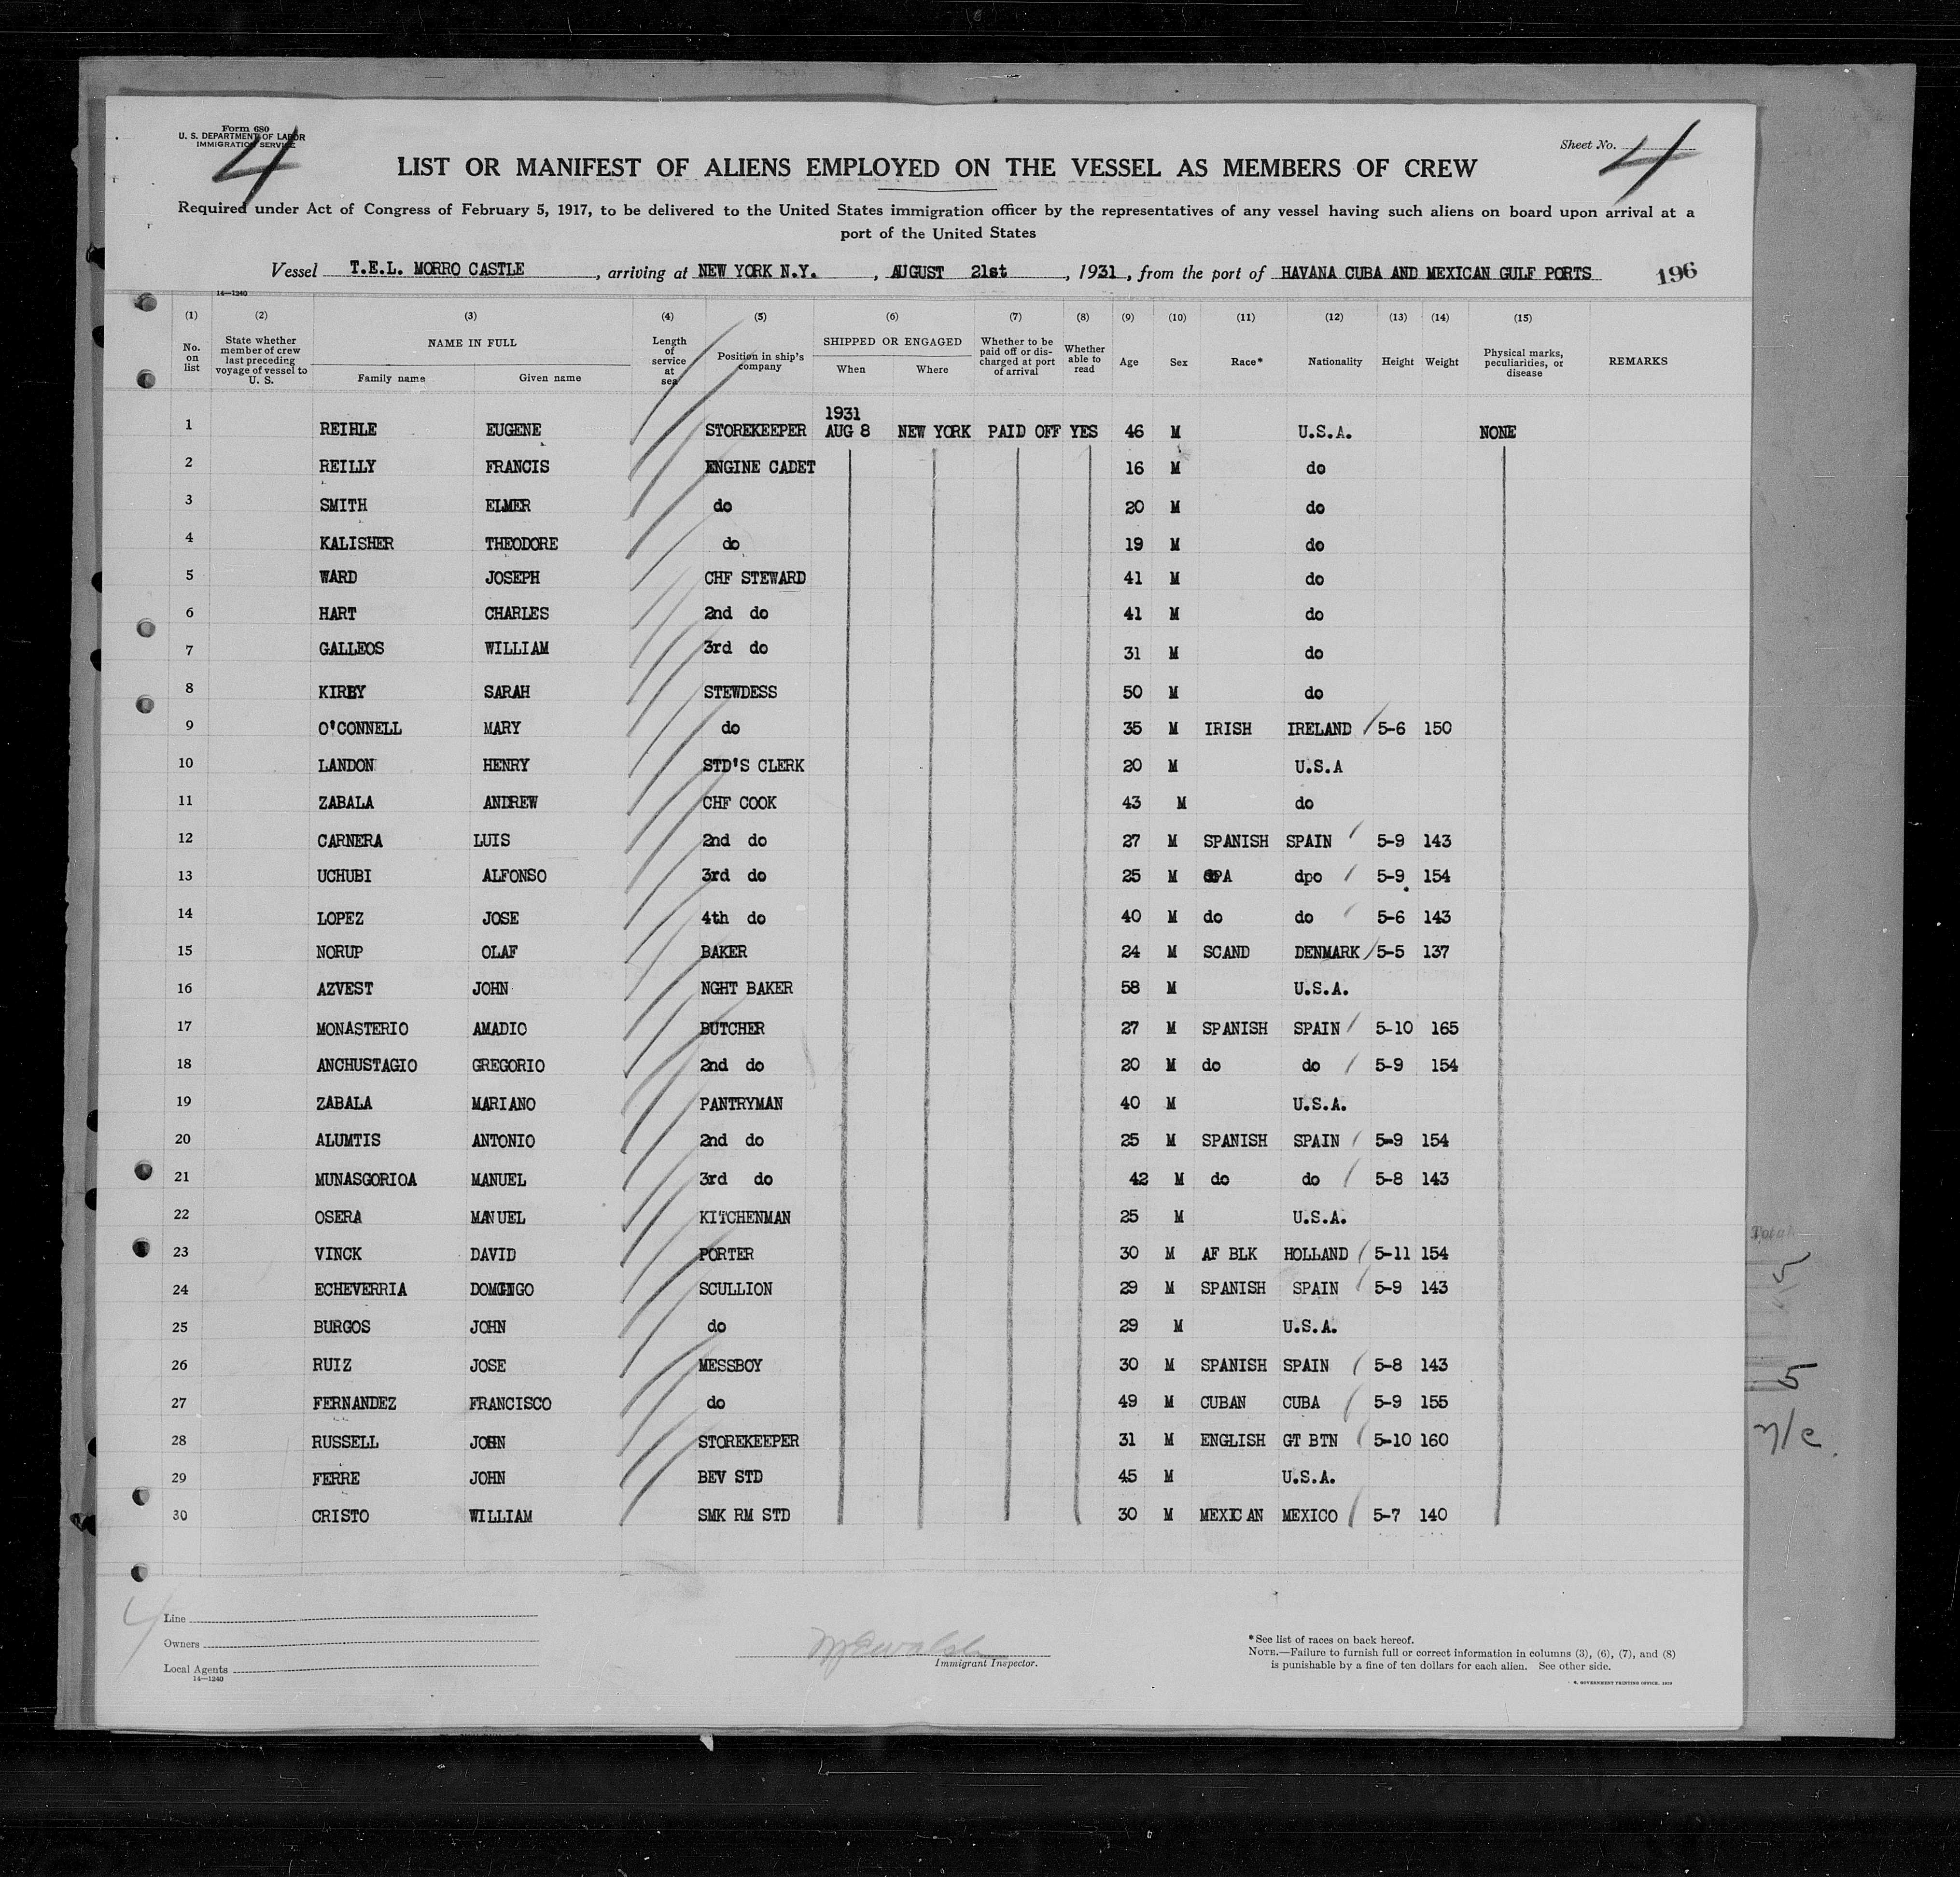 Form 680
U. S. DEPARTMENT OF LABOR
IMMIGRATION SERVICE
4
Sheet No. 4
LIST OR MANIFEST OF ALIENS EMPLOYED ON THE VESSEL AS MEMBERS OF CREW
Required under Act of Congress of February 5, 1917, to be delivered to the United States immigration officer by the representatives of any vessel having such aliens on board upon arrival at a
port of the United States
Vessel T.E.L. MORRO CASTLE, arriving at NEW YORK N.Y., AUGUST 21st, 1931, from the port of HAVANA CUBA AND MEXICAN GULF PORTS 196
14—1240
(1) (2) (3) (4) (5) (6) (7) (8) (9) (10) (11) (12) (13) (14) (15)
No. on list State whether member of crew last preceding voyage of vessel to U. S. NAME IN FULL Family name Given name Length of service at sea Position in ship's company SHIPPED OR ENGAGED When Where Whether to be paid off or discharged at port of arrival Whether able to read Age Sex Race* Nationality Height Weight Physical marks, peculiarities, or disease REMARKS
1931
1 REIHLE EUGENE STOREKEEPER AUG 8 NEW YORK PAID OFF YES 46 M U.S.A. NONE
2 REILLY FRANCIS ENGINE CADET 16 M do
3 SMITH ELMER do 20 M do
4 KALISHER THEODORE do 19 M do
5 WARD JOSEPH CHF STEWARD 41 M do
6 HART CHARLES 2nd do 41 M do
7 GALLEOS WILLIAM 3rd do 31 M do
8 KIRBY SARAH STEWDESS 50 M do
9 O'CONNELL MARY do 35 M IRISH IRELAND 5-6 150
10 LANDON HENRY STD'S CLERK 20 M U.S.A
11 ZABALA ANDREW CHF COOK 43 M do
12 CARNERA LUIS 2nd do 27 M SPANISH SPAIN 5-9 143
13 UCHUBI ALFONSO 3rd do 25 M dpo 5-9 154
14 LOPEZ JOSE 4th do 40 M do do 5-6 143
15 NORUP OLAF BAKER 24 M SCAND DENMARK 5-5 137
16 AZVEST JOHN NGHT BAKER 58 M U.S.A.
17 MONASTERIO AMADIO BUTCHER 27 M SPANISH SPAIN 5-10 165
18 ANCHUSTAGIO GREGORIO 2nd do 20 M do do 5-9 154
19 ZABALA MARIANO PANTRYMAN 40 M U.S.A.
20 ALUMTIS ANTONIO 2nd do 25 M SPANISH SPAIN 5-9 154
21 MUNASGORIOA MANUEL 3rd do 42 M do do 5-8 143
22 OSERA MANUEL KITCHENMAN 25 M U.S.A.
23 VINCK DAVID PORTER 30 M AF BLK HOLLAND 5-11 154
24 ECHEVERRIA DOMINGO SCULLION 29 M SPANISH SPAIN 5-9 143
25 BURGOS JOHN do 29 M U.S.A.
26 RUIZ JOSE MESSBOY 30 M SPANISH SPAIN 5-8 143
27 FERNANDEZ FRANCISCO do 49 M CUBAN CUBA 5-9 155
28 RUSSELL JOHN STOREKEEPER 31 M ENGLISH GT BTN 5-10 160
29 FERRE JOHN BEV STD 45 M U.S.A.
30 CRISTO WILLIAM SMK RM STD 30 M MEXICAN MEXICO 5-7 140
Total
5
n/c.
4
Line
Owners
Local Agents
14—1240
Immigrant Inspector.
*See list of races on back hereof.
NOTE.—Failure to furnish full or correct information in columns (3), (6), (7), and (8)
is punishable by a fine of ten dollars for each alien. See other side.
GOVERNMENT PRINTING OFFICE